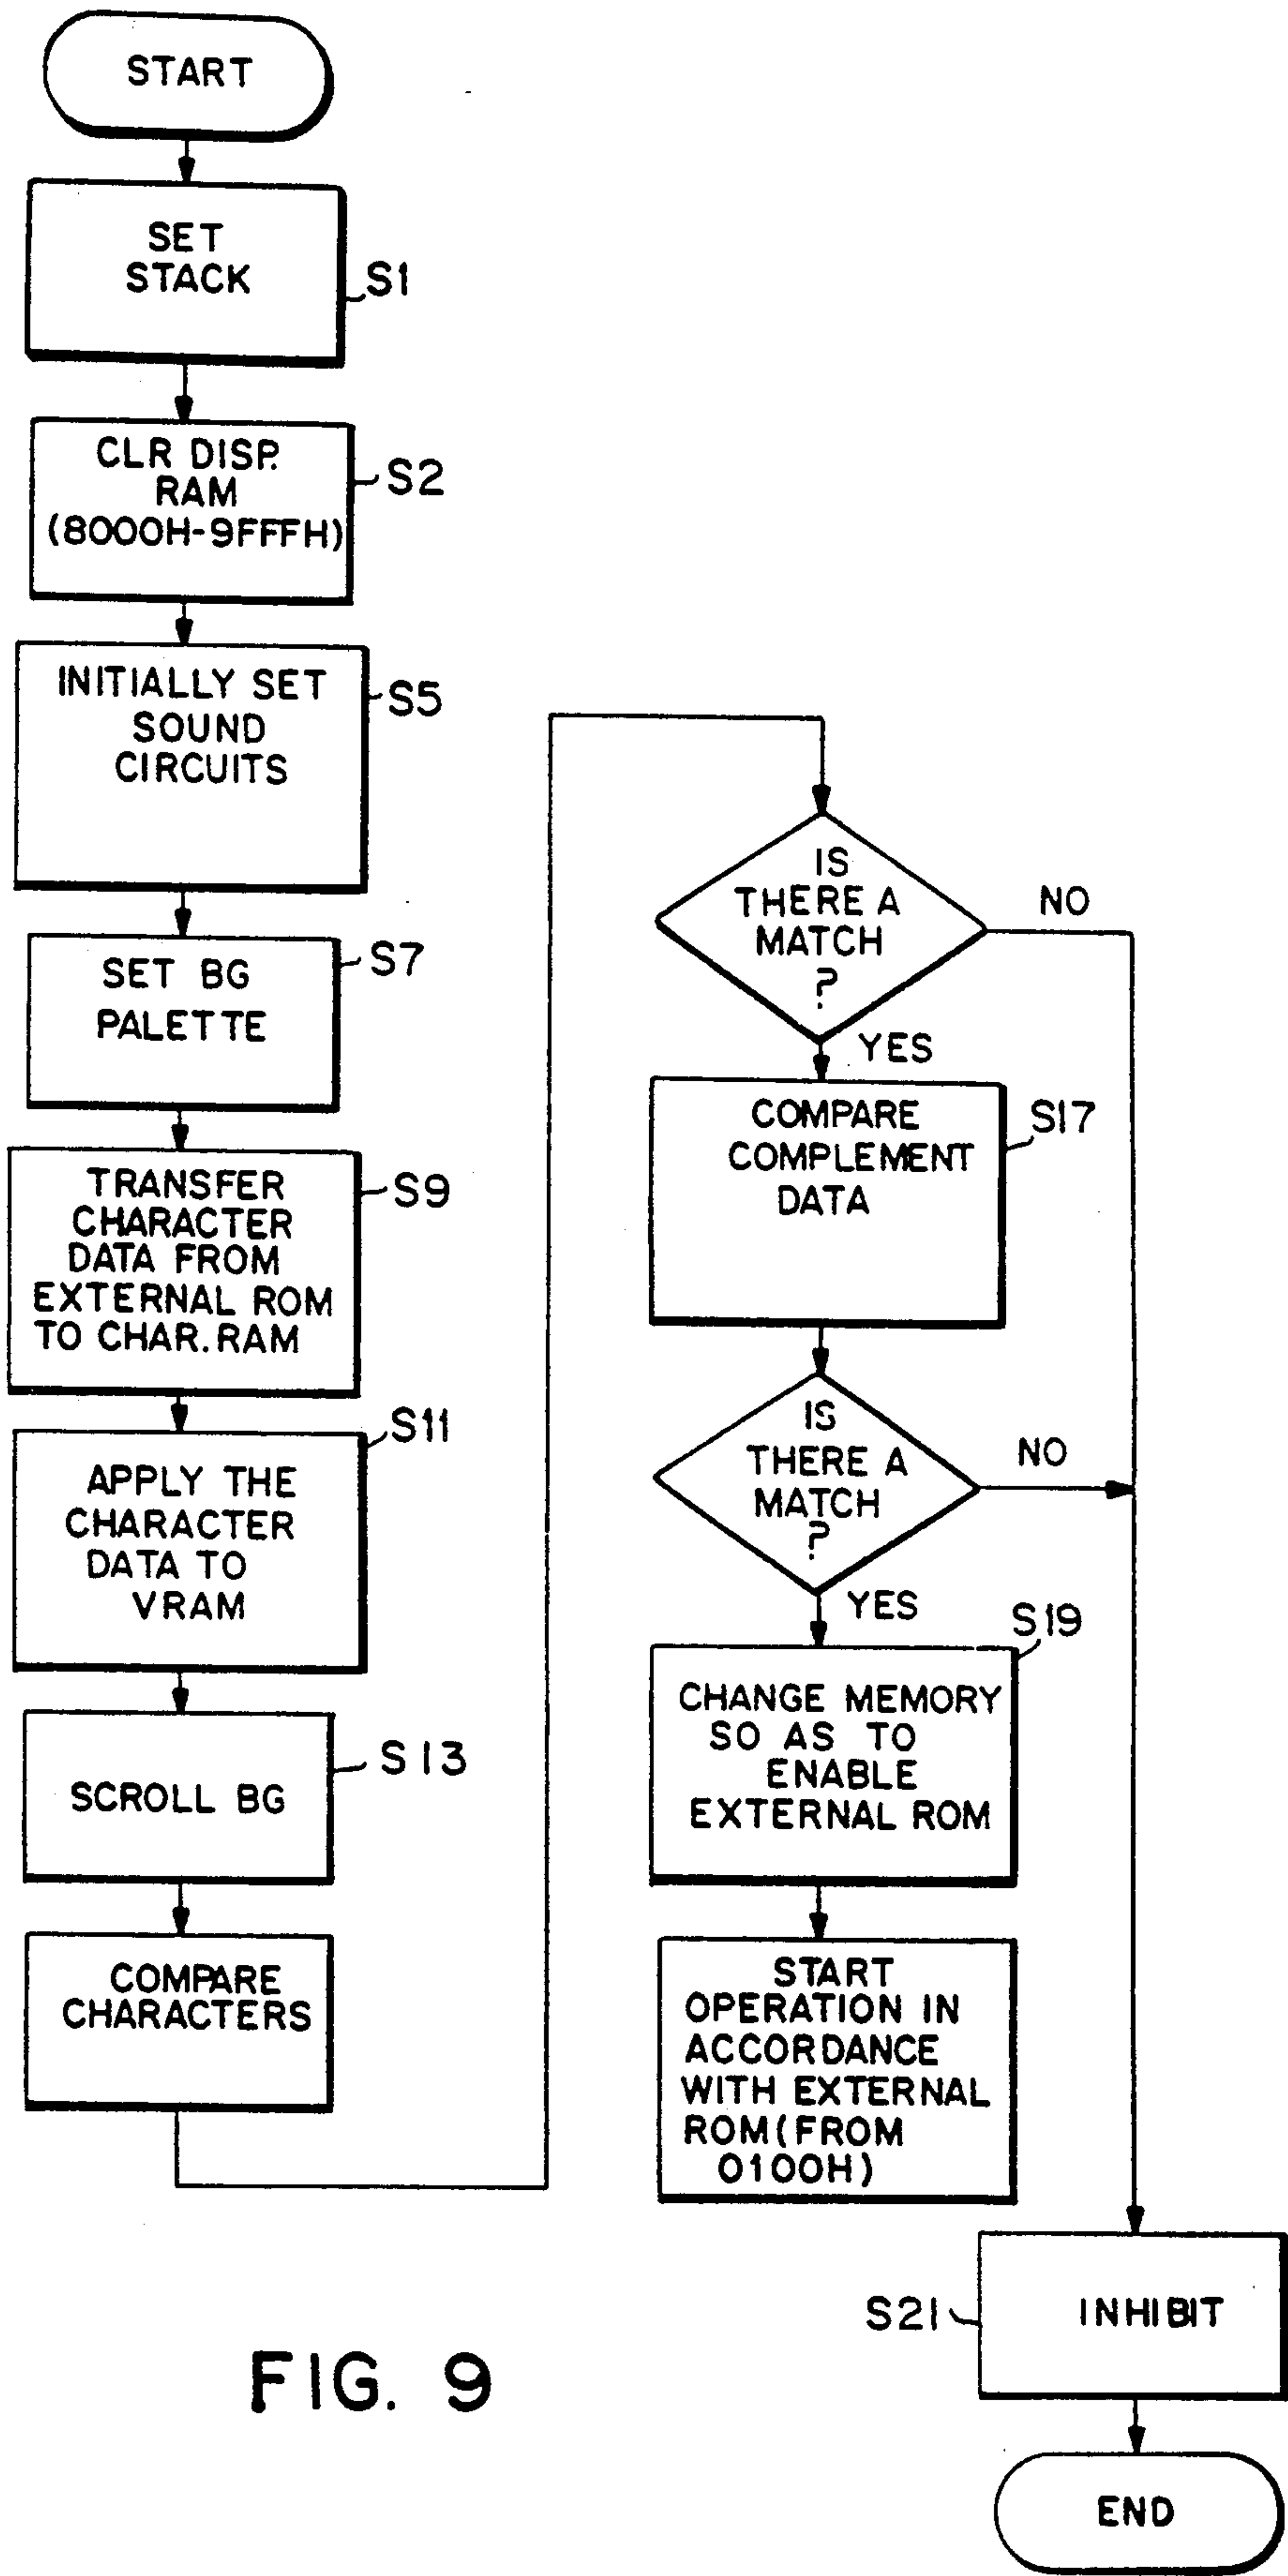 START
SET
STACK
S1
CLR DISP.
RAM
(8000H-9FFFH)
S2
INITIALLY SET
SOUND
CIRCUITS
S5
SET BG
PALETTE
S7
TRANSFER
CHARACTER
DATA FROM
EXTERNAL ROM
TO CHAR. RAM
S9
APPLY THE
CHARACTER
DATA TO
VRAM
S11
SCROLL BG
S13
COMPARE
CHARACTERS
IS
THERE A
MATCH
?
NO
YES
COMPARE
COMPLEMENT
DATA
S17
IS
THERE A
MATCH
?
NO
YES
CHANGE MEMORY
SO AS TO
ENABLE
EXTERNAL ROM
S19
START
OPERATION IN
ACCORDANCE
WITH EXTERNAL
ROM (FROM
0100H)
S21
INHIBIT
END
FIG. 9